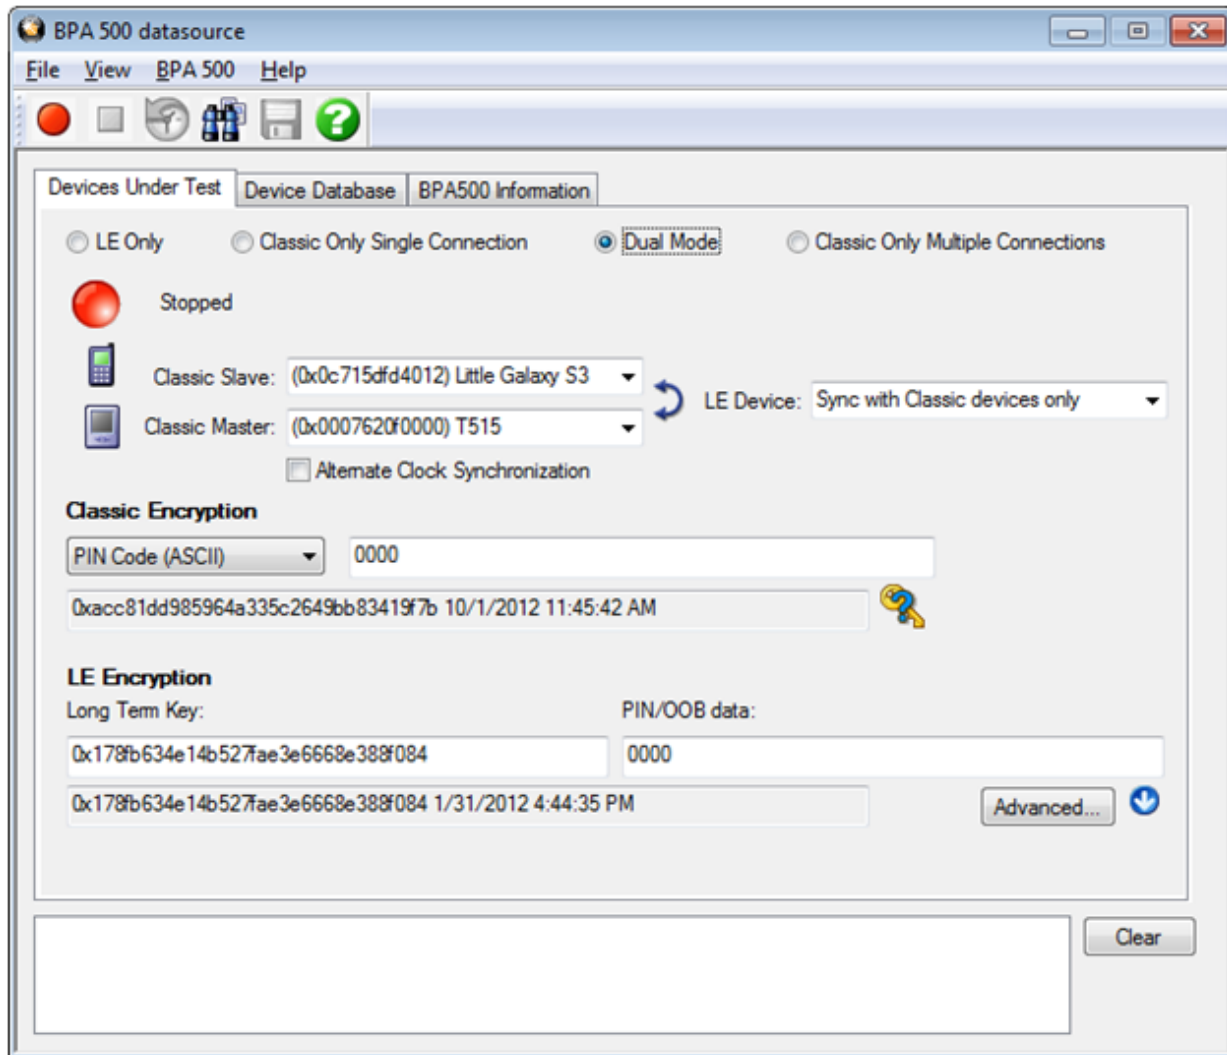 BPA 500 datasource
File View BPA 500 Help
Devices Under Test Device Database BPA500 Information
LE Only Classic Only Single Connection Dual Mode Classic Only Multiple Connections
Stopped
Classic Slave: (0x0c715dfd4012) Little Galaxy S3
LE Device: Sync with Classic devices only
Classic Master: (0x0007620f0000) T515
Alternate Clock Synchronization
Classic Encryption
PIN Code (ASCII) 0000
0xacc81dd985964a335c2649bb83419f7b 10/1/2012 11:45:42 AM
LE Encryption
Long Term Key: PIN/OOB data:
0x178fb634e14b527fae3e6668e388f084 0000
0x178fb634e14b527fae3e6668e388f084 1/31/2012 4:44:35 PM
Advanced...
Clear